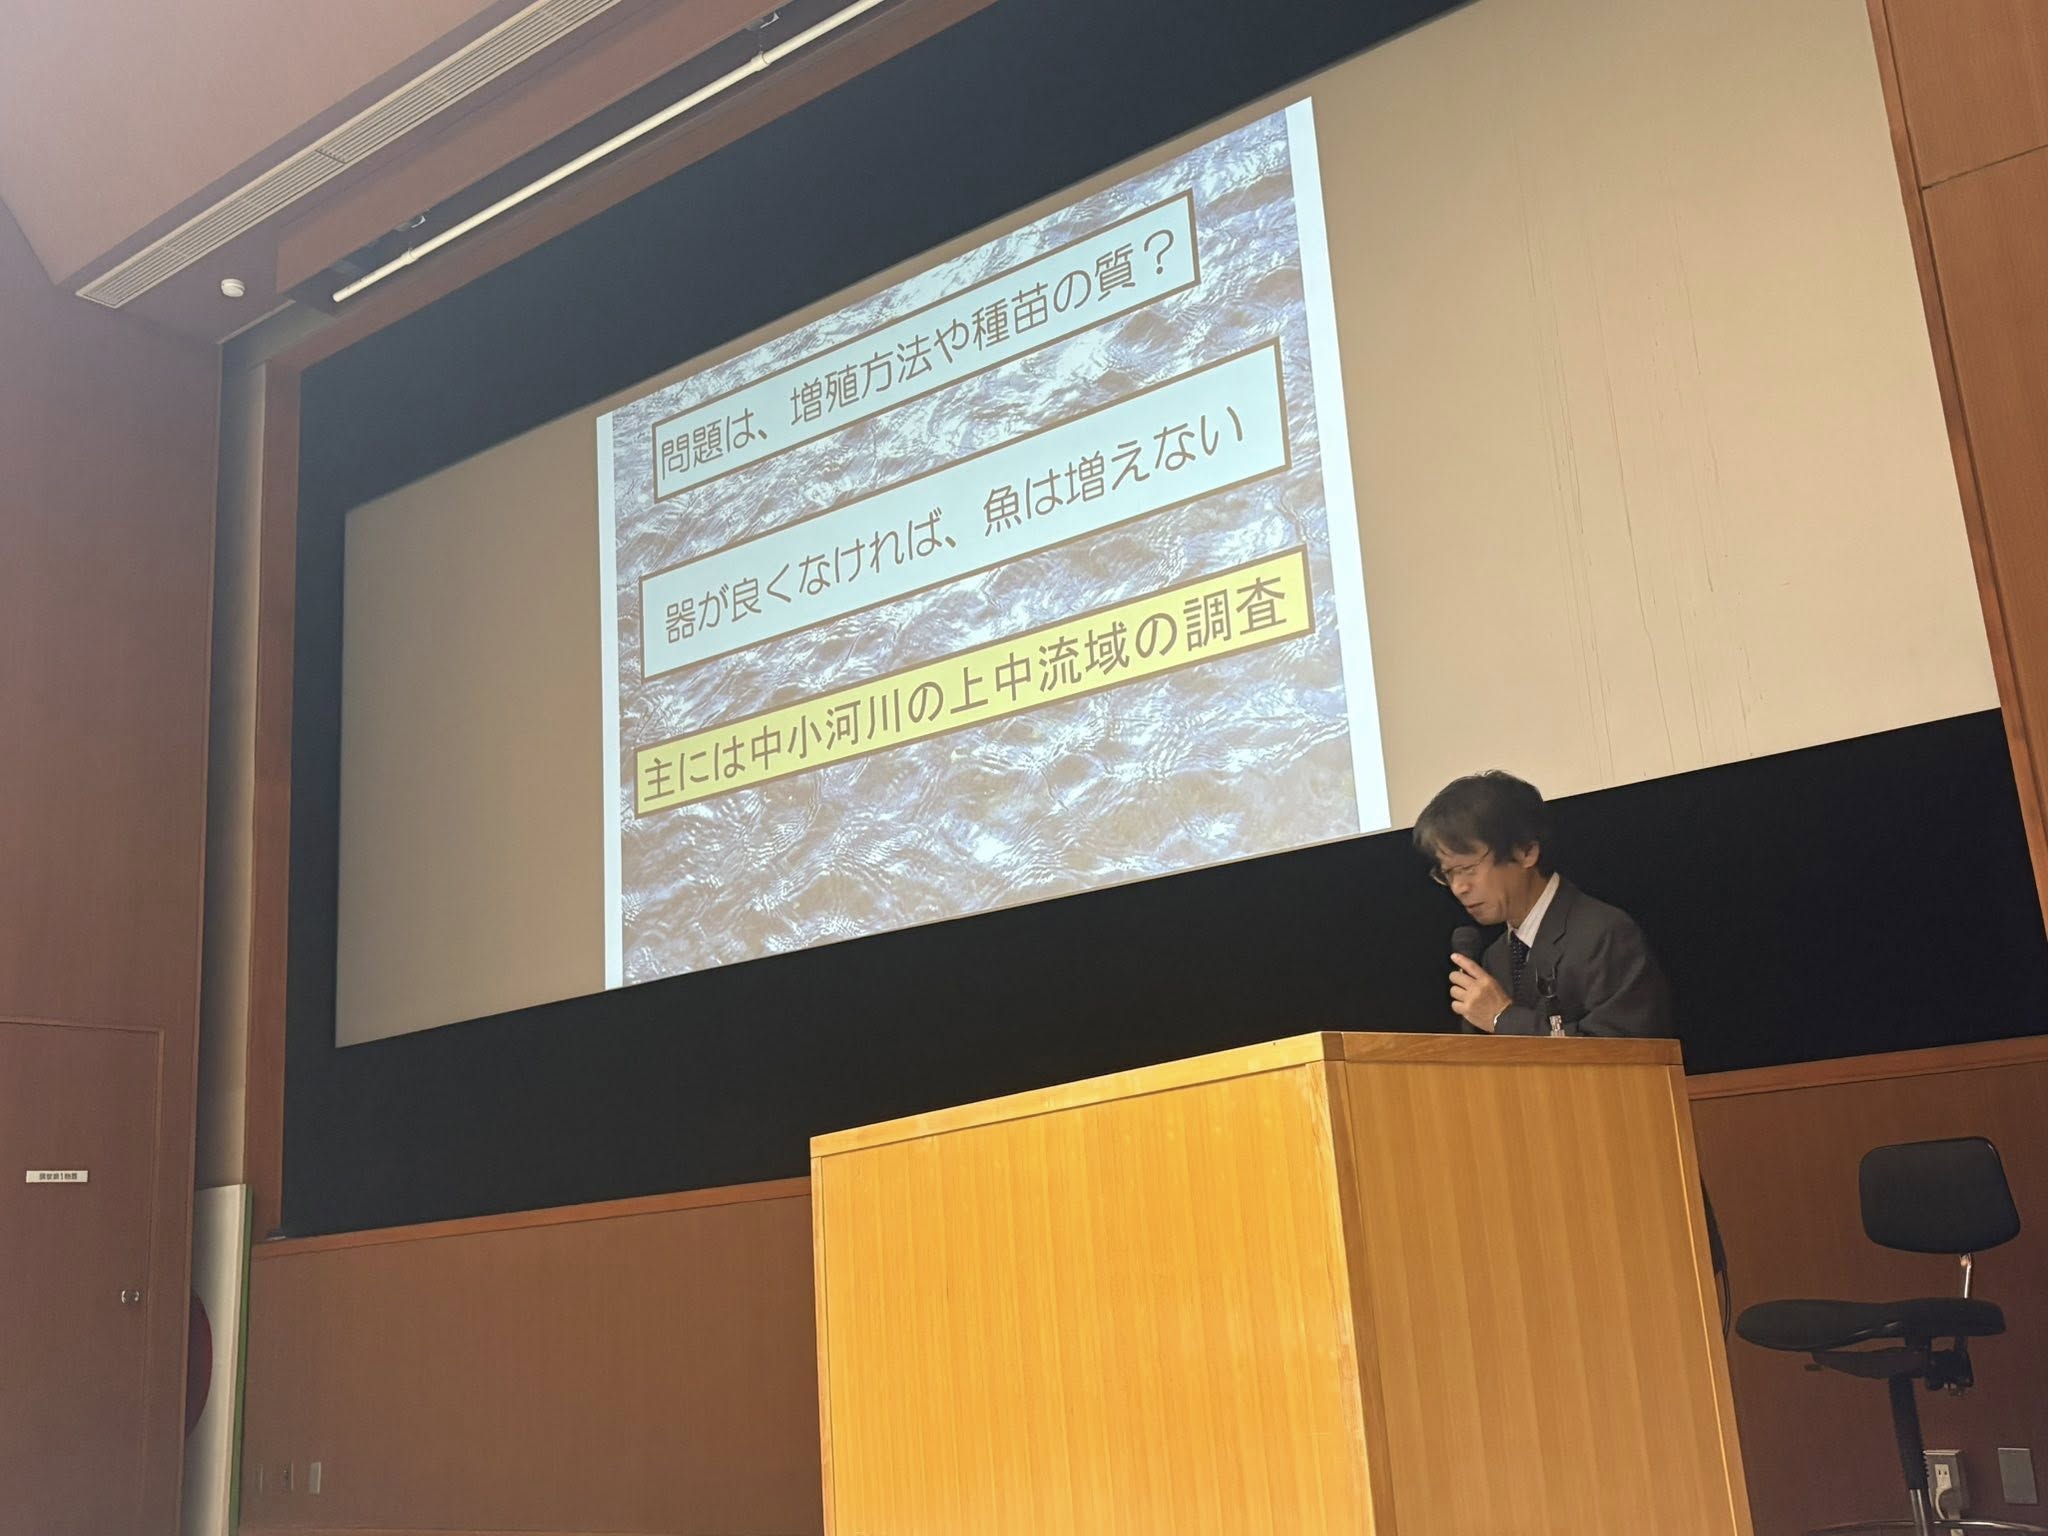 問題は、増殖方法や種苗の質？
器が良くなければ、魚は増えない
主には中小河川の上中流域の調査